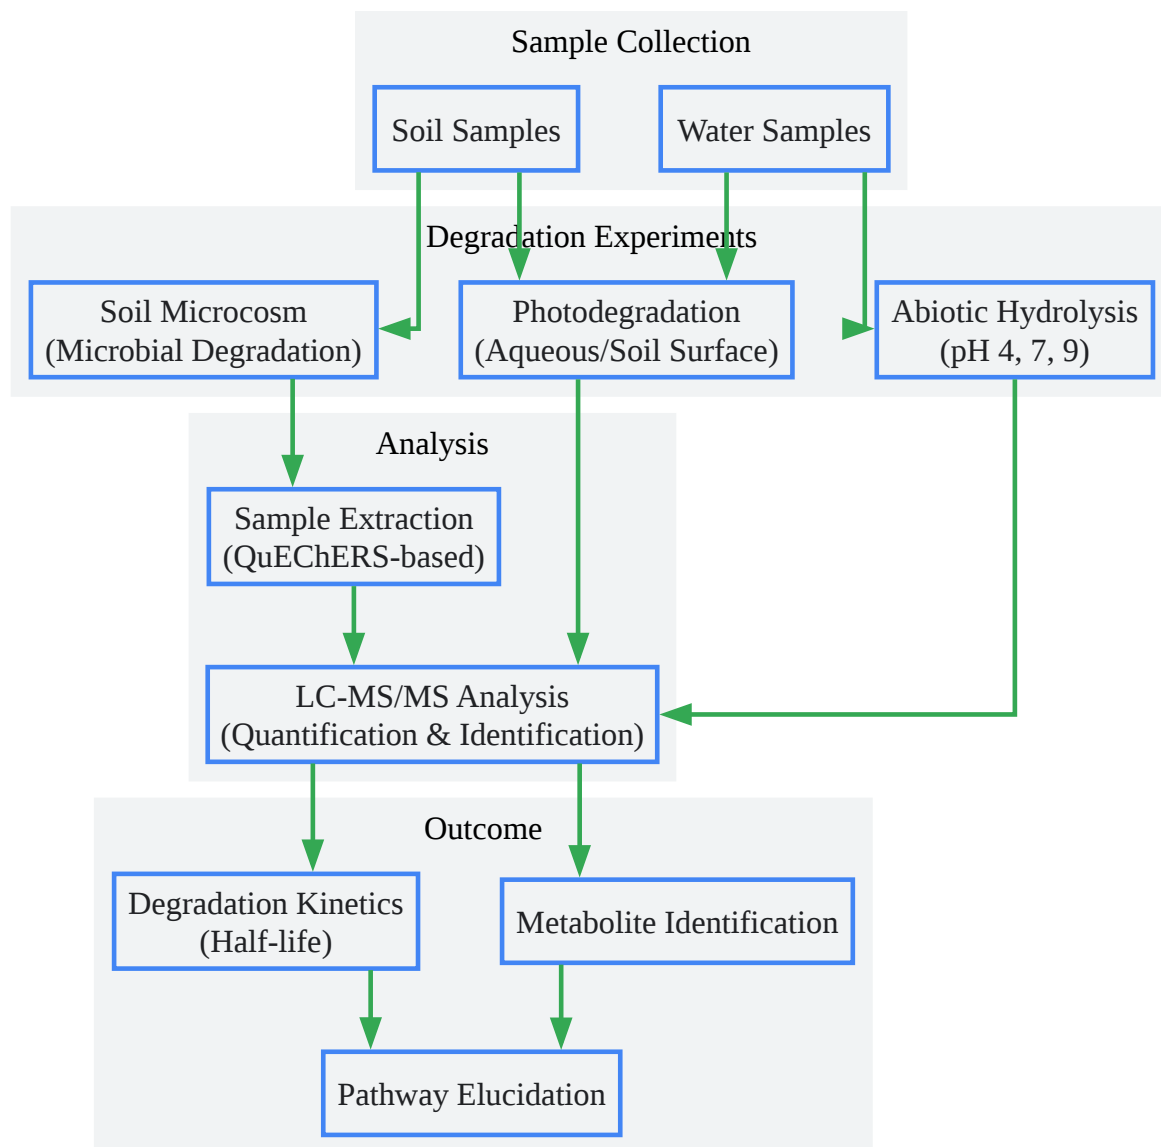 Sample Collection
Soil Samples
Water Samples
Degradation Experiments
Soil Microcosm
(Microbial Degradation)
Photodegradation
(Aqueous/Soil Surface)
Abiotic Hydrolysis
(pH 4, 7, 9)
Analysis
Sample Extraction
(QuEChERS-based)
LC-MS/MS Analysis
(Quantification & Identification)
Outcome
Degradation Kinetics
(Half-life)
Metabolite Identification
Pathway Elucidation